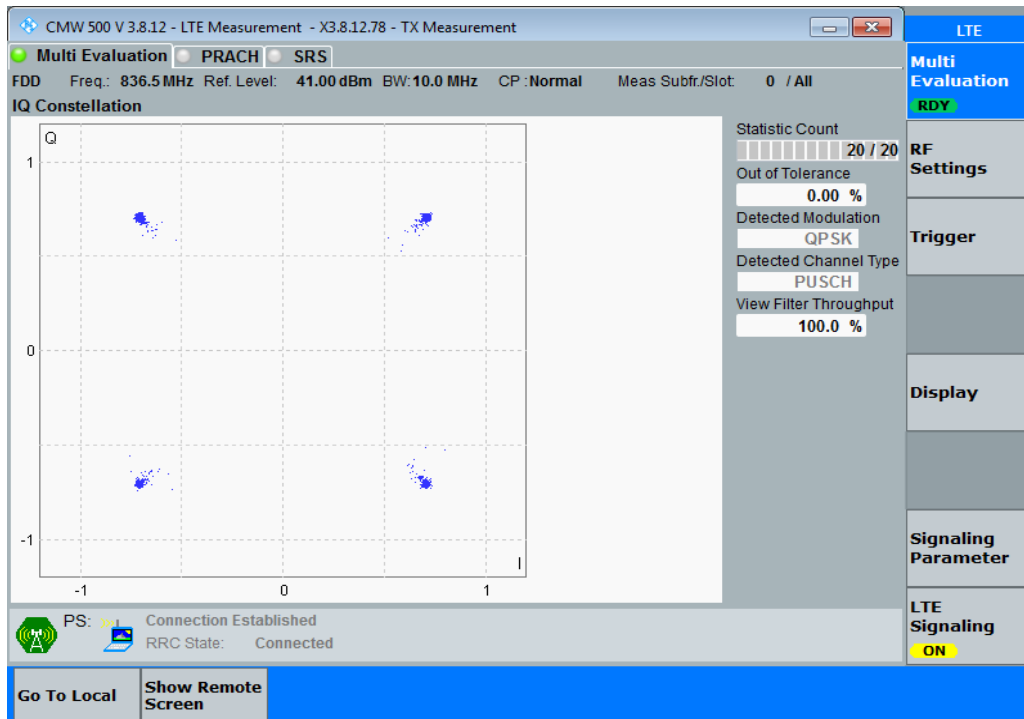 CMW 500 V 3.8.12 - LTE Measurement - X3.8.12.78 - TX Measurement
LTE
Multi Evaluation PRACH SRS
Multi
Evaluation
RDY
FDD Freq.: 836.5 MHz Ref. Level: 41.00 dBm BW: 10.0 MHz CP : Normal Meas Subfr./Slot: 0 / All
IQ Constellation
Q
1
0
-1
-1 0 1
I
Statistic Count
20 / 20
Out of Tolerance
0.00 %
Detected Modulation
QPSK
Detected Channel Type
PUSCH
View Filter Throughput
100.0 %
RF
Settings
Trigger
Display
Signaling
Parameter
LTE
Signaling
ON
PS: Connection Established
RRC State: Connected
Go To Local
Show Remote
Screen